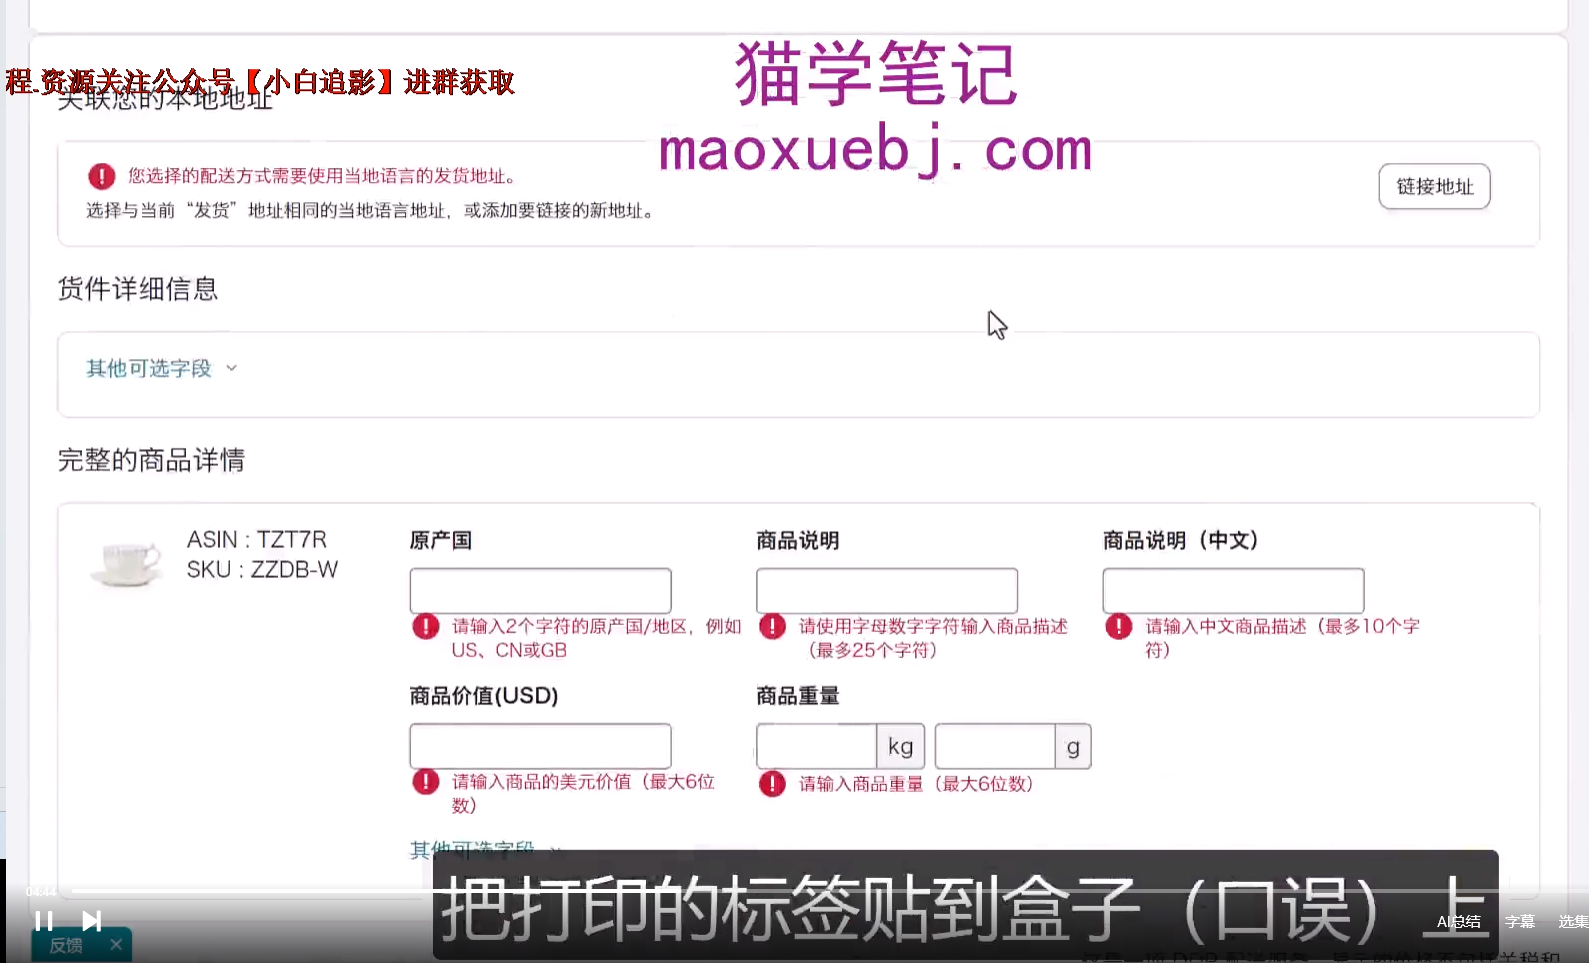 猫学笔记
程.资源关注公众号【小白追影】进群获取
关联您的本地地址
maoxuebj.com
您选择的配送方式需要使用当地语言的发货地址。
选择与当前“发货”地址相同的当地语言地址，或添加要链接的新地址。
链接地址
货件详细信息
其他可选字段
完整的商品详情
ASIN : TZT7R
SKU : ZZDB-W
原产国
请输入2个字符的原产国/地区，例如
US、CN或GB
商品说明
请使用字母数字字符输入商品描述
（最多25个字符）
商品说明（中文）
请输入中文商品描述（最多10个字
符）
商品价值(USD)
请输入商品的美元价值（最大6位
数）
商品重量
kg
g
请输入商品重量（最大6位数）
其他可选字段
把打印的标签贴到盒子（口误）上
04:44
AI总结
字幕
选集
反馈